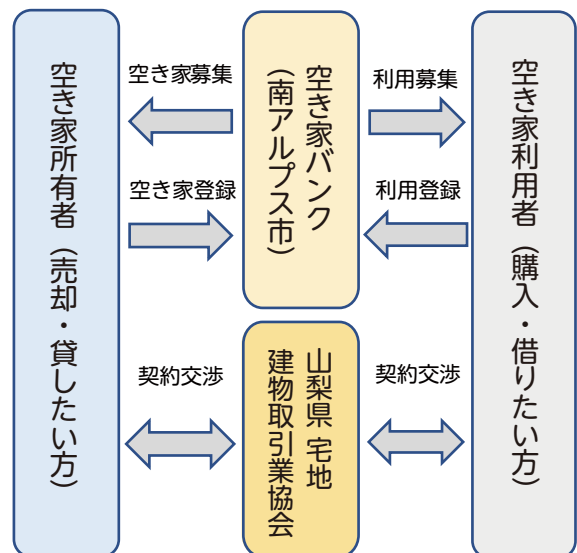 空き家所有者（売却・貸したい方）
空き家募集
空き家登録
契約交渉
空き家バンク
（南アルプス市）
山梨県 宅地
建物取引業協会
利用募集
利用登録
契約交渉
空き家利用者（購入・借りたい方）